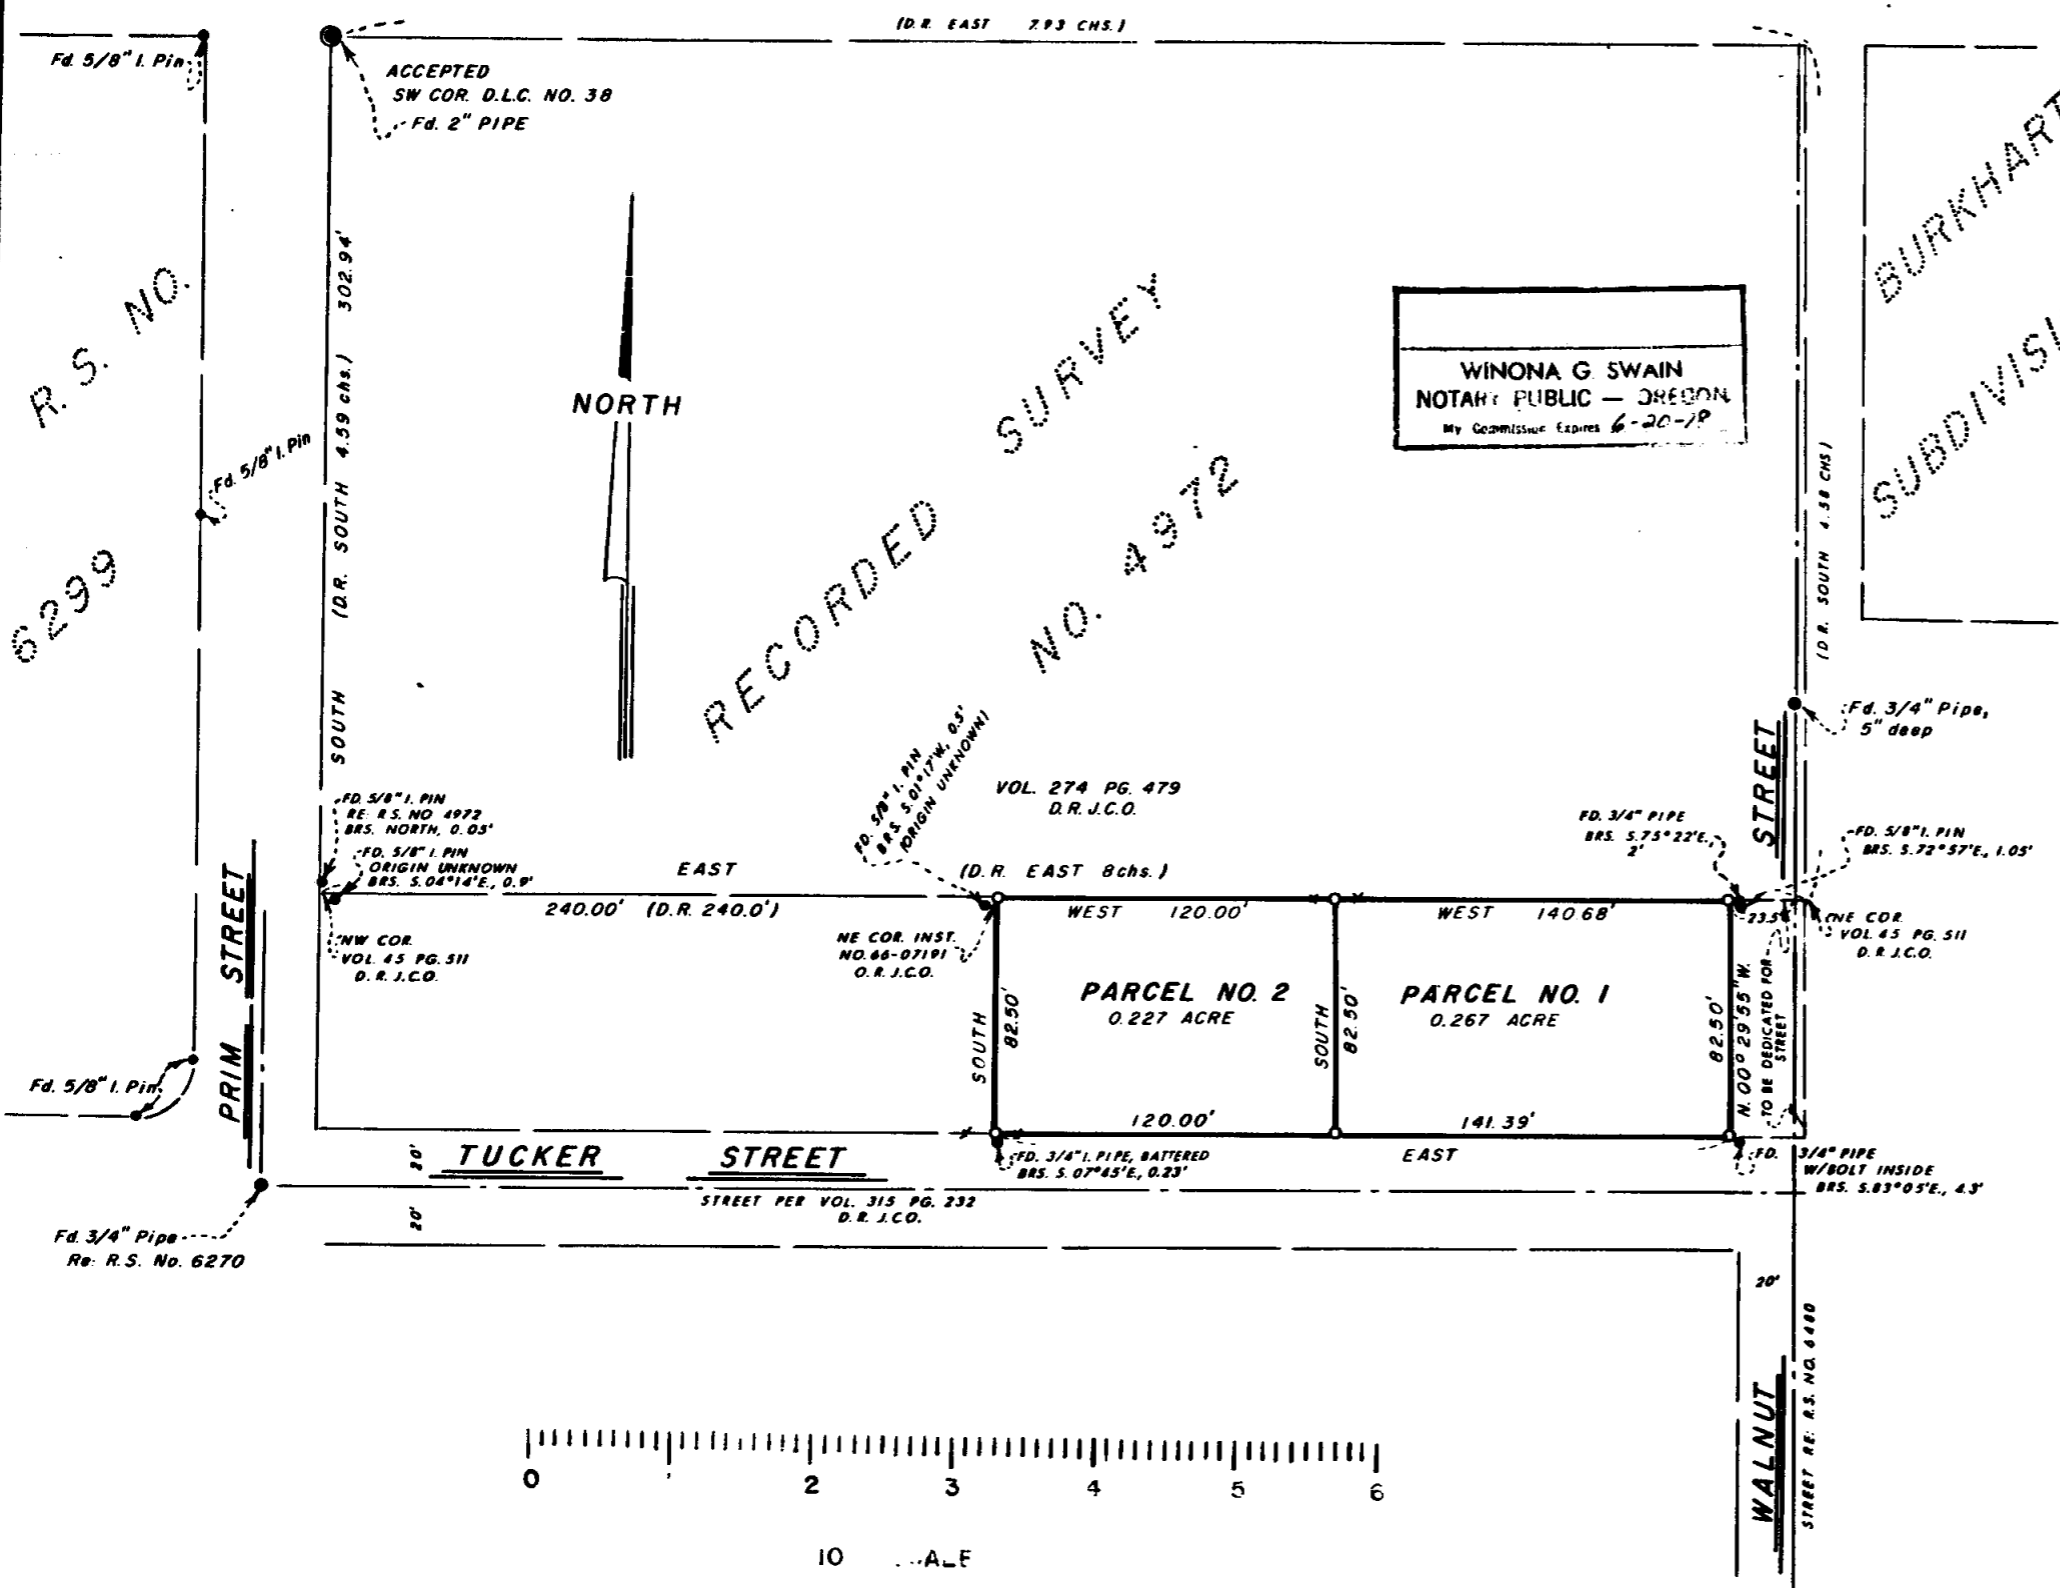 (D.R. EAST 7.93 CHS.)
Fd. 5/8" I. Pin
ACCEPTED
SW COR. D.L.C. NO. 38
Fd. 2" PIPE
R.S. NO.
6299
Fd. 5/8" I. Pin
SOUTH (D.R. SOUTH 4.59 chs.) 302.94'
NORTH
RECORDED SURVEY
NO. 4972
WINONA G. SWAIN
NOTARY PUBLIC — OREGON
My Commission Expires 6-20-78
BURKHART
SUBDIVISI
(D.R. SOUTH 4.58 CHS)
STREET
Fd. 3/4" Pipe,
5" deep
FD. 5/8" I. PIN
RE: R.S. NO 4972
BRS. NORTH, 0.05'
FD. 5/8" I. PIN
ORIGIN UNKNOWN
BRS. S.04°14'E., 0.9'
NW COR.
VOL. 45 PG. 511
D.R.J.CO.
EAST
240.00' (D.R. 240.0')
FD. 5/8" I. PIN
BRS. S.01°17'W., 0.5'
(ORIGIN UNKNOWN)
VOL. 274 PG. 479
D.R.J.CO.
(D.R. EAST 8chs.)
FD. 3/4" PIPE
BRS. S.75°22'E.,
2'
FD. 5/8" I. PIN
BRS. S.72°57'E., 1.05'
NE COR. INST.
NO. 66-07191
O.R.J.CO.
WEST 120.00'
WEST 140.68'
23.5'
NE COR.
VOL. 45 PG. 511
D.R.J.CO.
PARCEL NO. 2
0.227 ACRE
PARCEL NO. 1
0.267 ACRE
SOUTH
82.50'
SOUTH
82.50'
82.50'
N.00°29'55"W.
TO BE DEDICATED FOR
STREET
120.00'
141.39'
EAST
Fd. 5/8" I. Pin
PRIM STREET
20'
TUCKER STREET
FD. 3/4" I. PIPE, BATTERED
BRS. S.07°45'E., 0.23'
FD. 3/4" PIPE
W/BOLT INSIDE
BRS. S.83°05'E., 4.3'
STREET PER VOL. 315 PG. 232
D.R.J.CO.
20'
Fd. 3/4" Pipe
Re: R.S. No. 6270
20'
WALNUT
STREET RE: R.S. NO. 6480
0 2 3 4 5 6
10